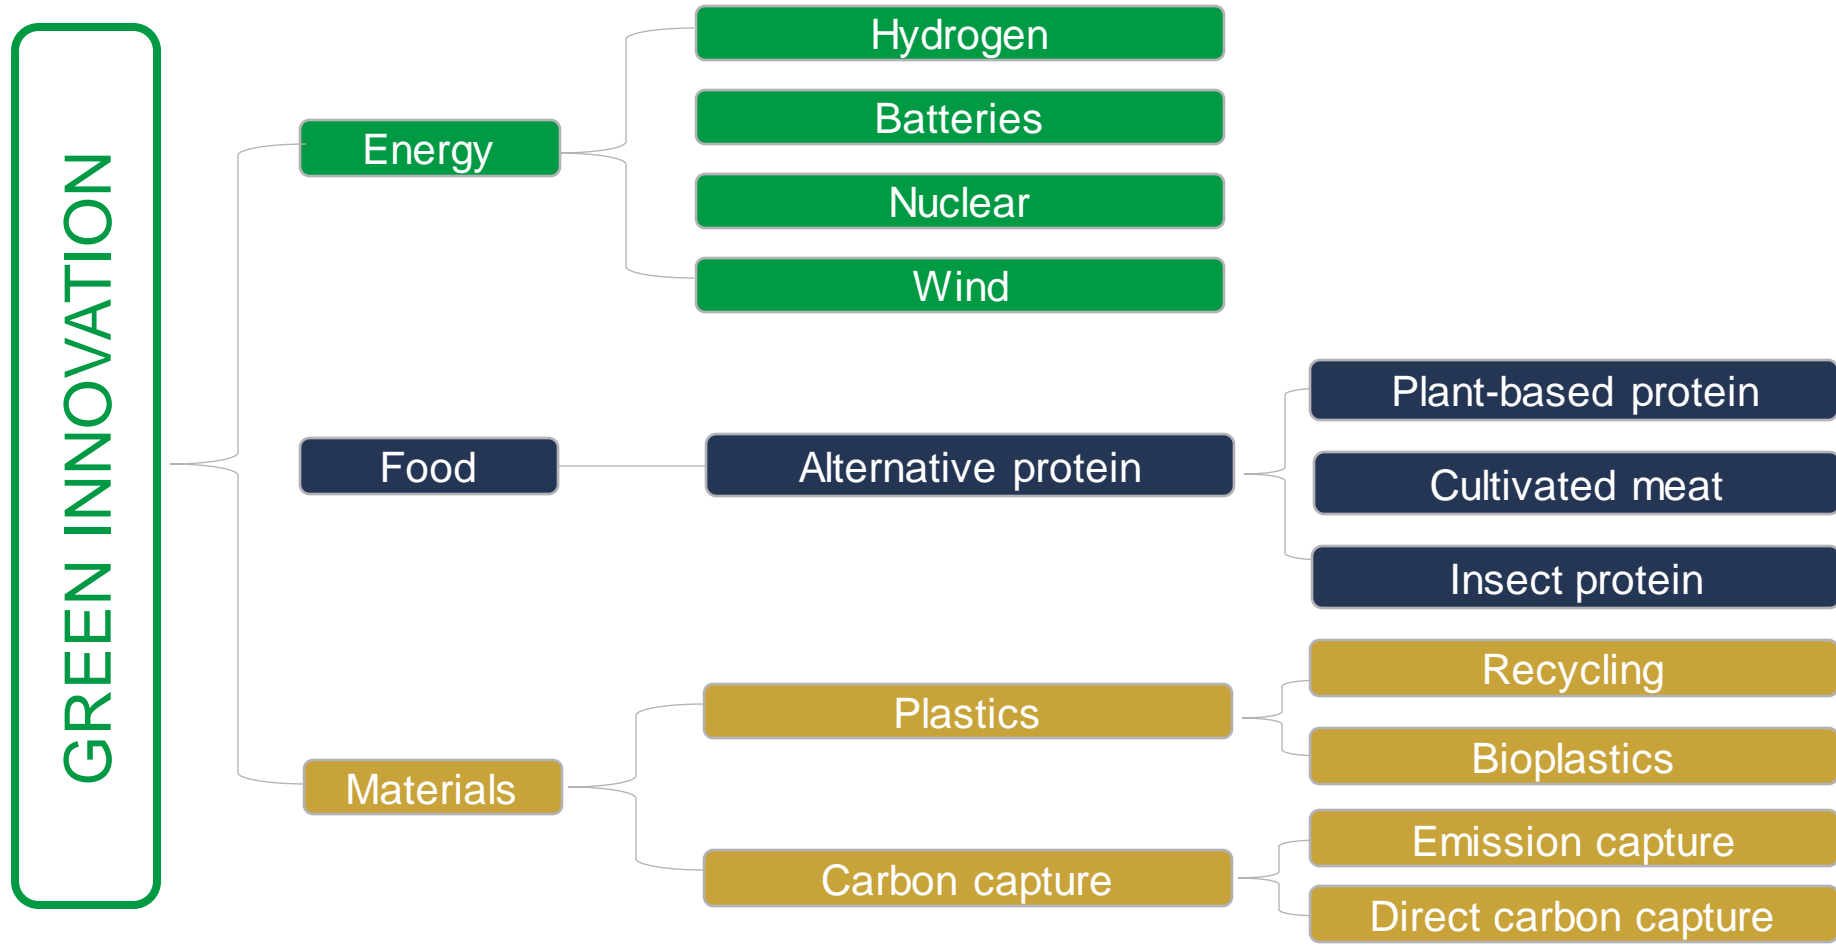 GREEN INNOVATION
Energy
Hydrogen
Batteries
Nuclear
Wind
Food
Alternative protein
Plant-based protein
Cultivated meat
Insect protein
Materials
Plastics
Recycling
Bioplastics
Carbon capture
Emission capture
Direct carbon capture